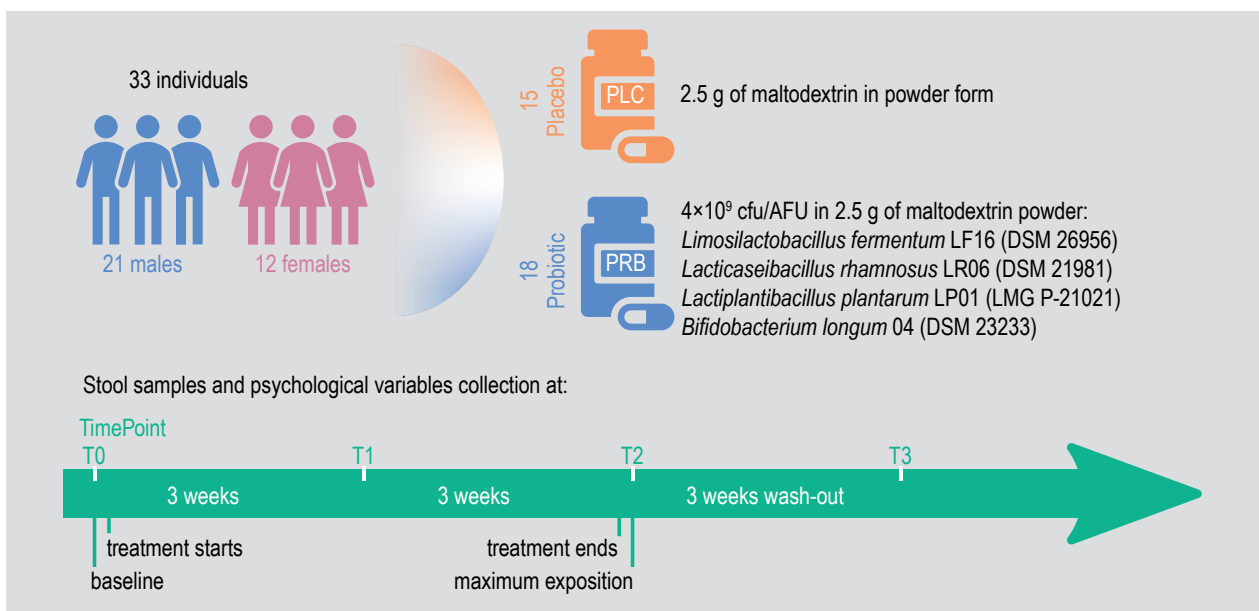 33 individuals
21 males
12 females
15
Placebo
PLC
2.5 g of maltodextrin in powder form
18
Probiotic
PRB
4×10⁹ cfu/AFU in 2.5 g of maltodextrin powder:
Limosilactobacillus fermentum LF16 (DSM 26956)
Lacticaseibacillus rhamnosus LR06 (DSM 21981)
Lactiplantibacillus plantarum LP01 (LMG P-21021)
Bifidobacterium longum 04 (DSM 23233)
Stool samples and psychological variables collection at:
TimePoint
T0 T1 T2 T3
3 weeks 3 weeks 3 weeks wash-out
treatment starts treatment ends
baseline maximum exposition